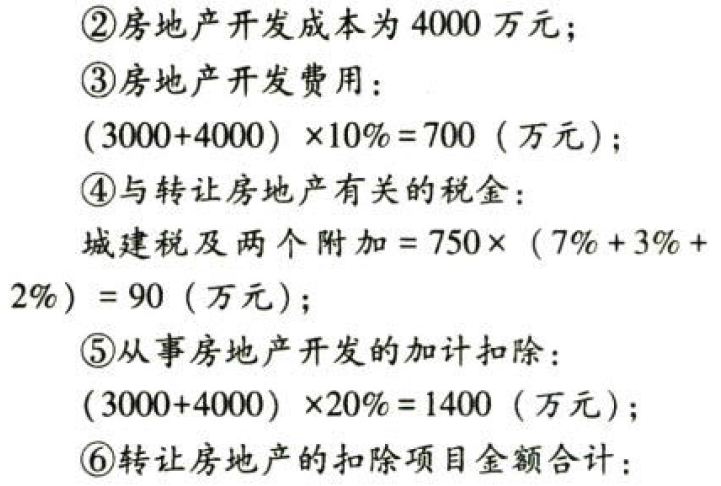 ②房地产开发成本为 4000 万元；
③房地产开发费用：
（3000+4000）×10% = 700（万元）；
④与转让房地产有关的税金：
城建税及两个附加 = 750×（7% + 3% +
2%）= 90（万元）；
⑤从事房地产开发的加计扣除：
（3000+4000）×20% = 1400（万元）；
⑥转让房地产的扣除项目金额合计：